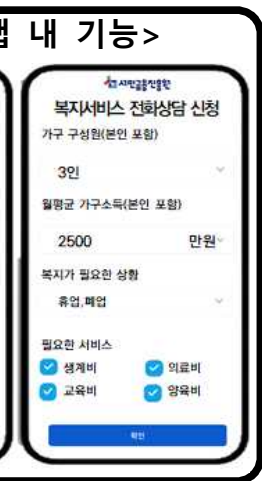 앱 내 기능>
서민금융진흥원
복지서비스 전화상담 신청
가구 구성원(본인 포함)
3인
월평균 가구소득(본인 포함)
2500 만원
복지가 필요한 상황
휴업,폐업
필요한 서비스
생계비 의료비
교육비 양육비
확인